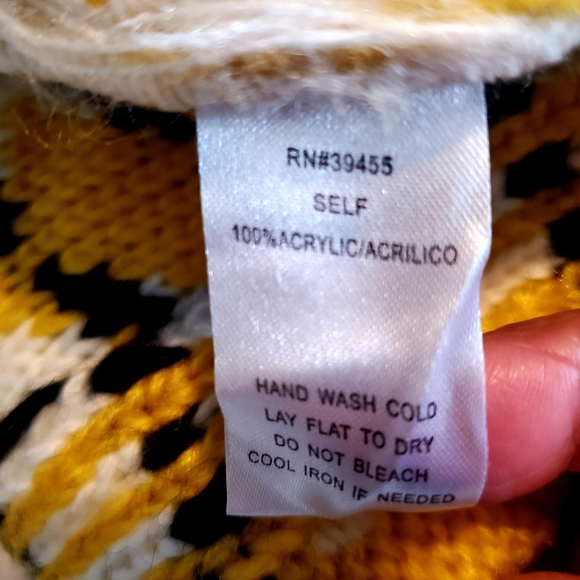 RN#39455
SELF
100%ACRYLIC/ACRILICO
HAND WASH COLD
LAY FLAT TO DRY
DO NOT BLEACH
COOL IRON IF NEEDED